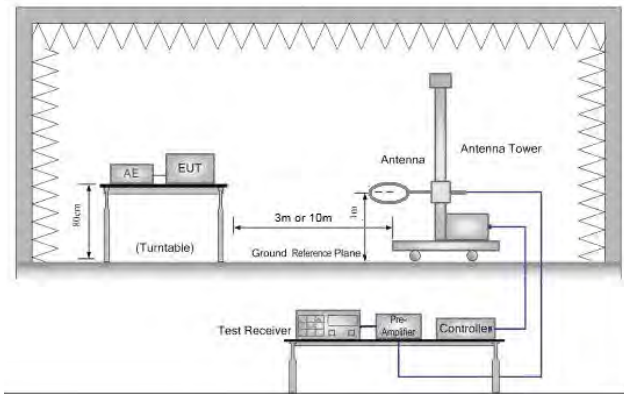 AE
EUT
80cm
(Turntable)
3m or 10m
Ground Reference Plane
Antenna
Antenna Tower
1m
Test Receiver
Pre-
Amplifier
Controller